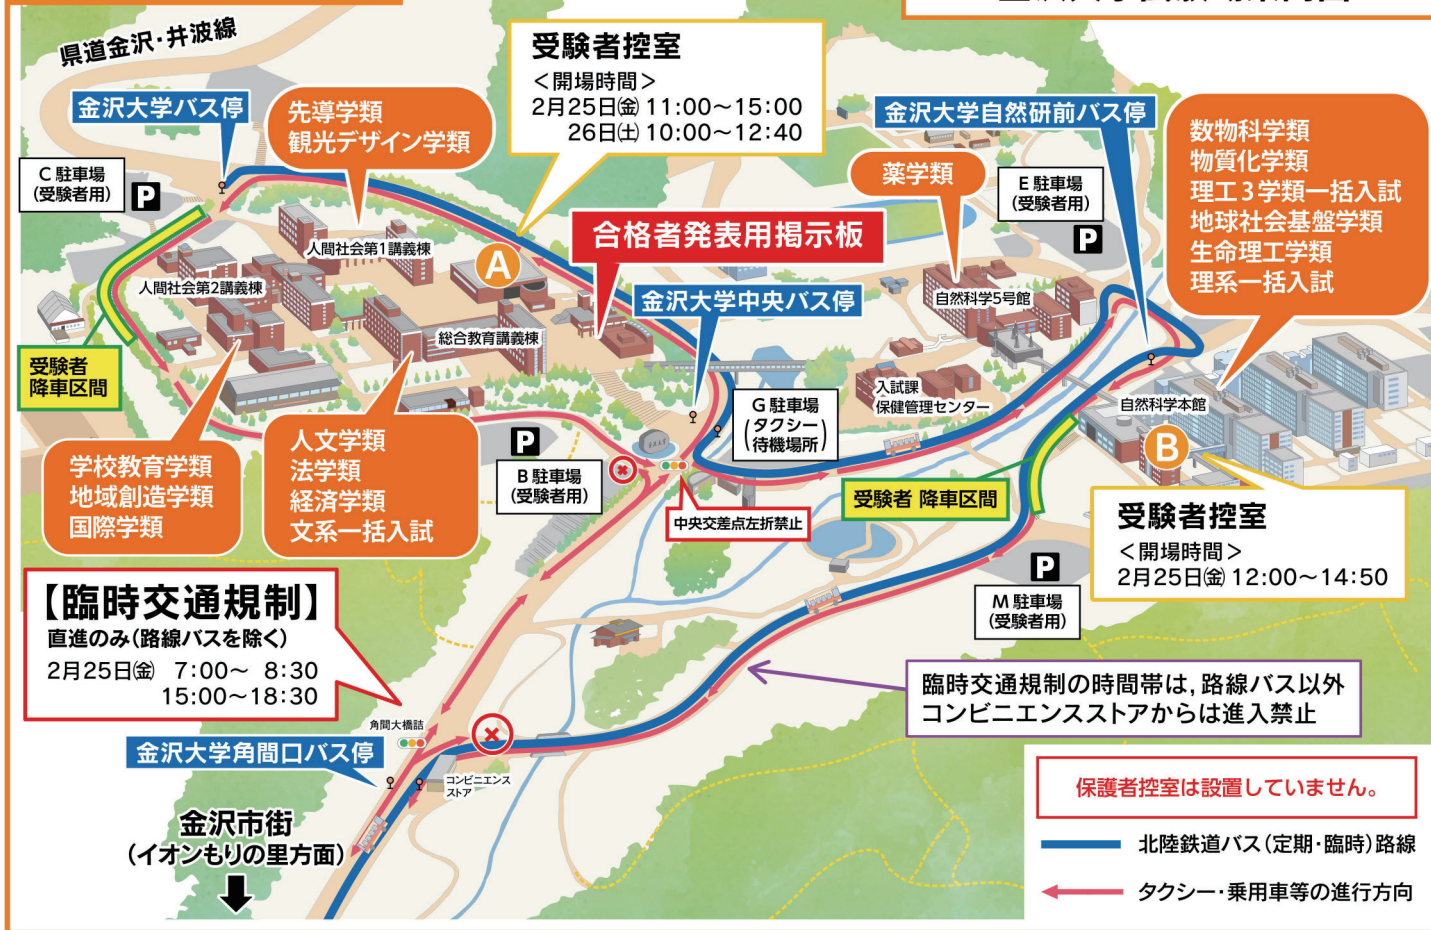 県道金沢・井波線
金沢大学バス停
先導学類
観光デザイン学類
受験者控室
＜開場時間＞
2月25日㈮ 11:00～15:00
26日㈯ 10:00～12:40
金沢大学自然研前バス停
数物科学類
物質化学類
理工3学類一括入試
地球社会基盤学類
生命理工学類
理系一括入試
C 駐車場
(受験者用)
P
薬学類
E 駐車場
(受験者用)
P
合格者発表用掲示板
人間社会第1講義棟
A
人間社会第2講義棟
金沢大学中央バス停
自然科学5号館
総合教育講義棟
受験者
降車区間
入試課
保健管理センター
自然科学本館
G 駐車場
(タクシー
待機場所)
B
学校教育学類
地域創造学類
国際学類
人文学類
法学類
経済学類
文系一括入試
P
B 駐車場
(受験者用)
中央交差点左折禁止
受験者 降車区間
受験者控室
＜開場時間＞
2月25日㈮ 12:00～14:50
P
M 駐車場
(受験者用)
【臨時交通規制】
直進のみ(路線バスを除く)
2月25日㈮ 7:00～ 8:30
15:00～18:30
臨時交通規制の時間帯は,路線バス以外
コンビニエンスストアからは進入禁止
角間大橋詰
金沢大学角間口バス停
コンビニエンス
ストア
金沢市街
(イオンもりの里方面)
保護者控室は設置していません。
北陸鉄道バス(定期・臨時)路線
タクシー・乗用車等の進行方向